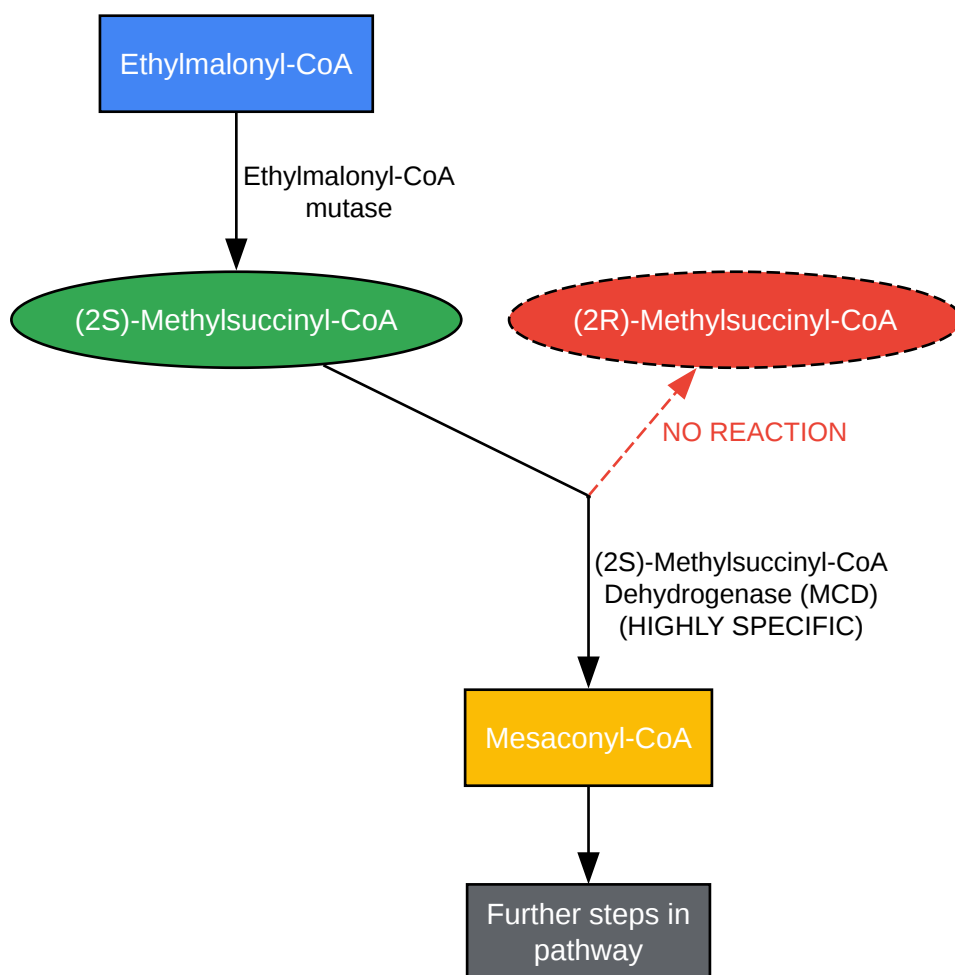 Ethylmalonyl-CoA
Ethylmalonyl-CoA
mutase
(2S)-Methylsuccinyl-CoA
(2R)-Methylsuccinyl-CoA
NO REACTION
(2S)-Methylsuccinyl-CoA
Dehydrogenase (MCD)
(HIGHLY SPECIFIC)
Mesaconyl-CoA
Further steps in
pathway